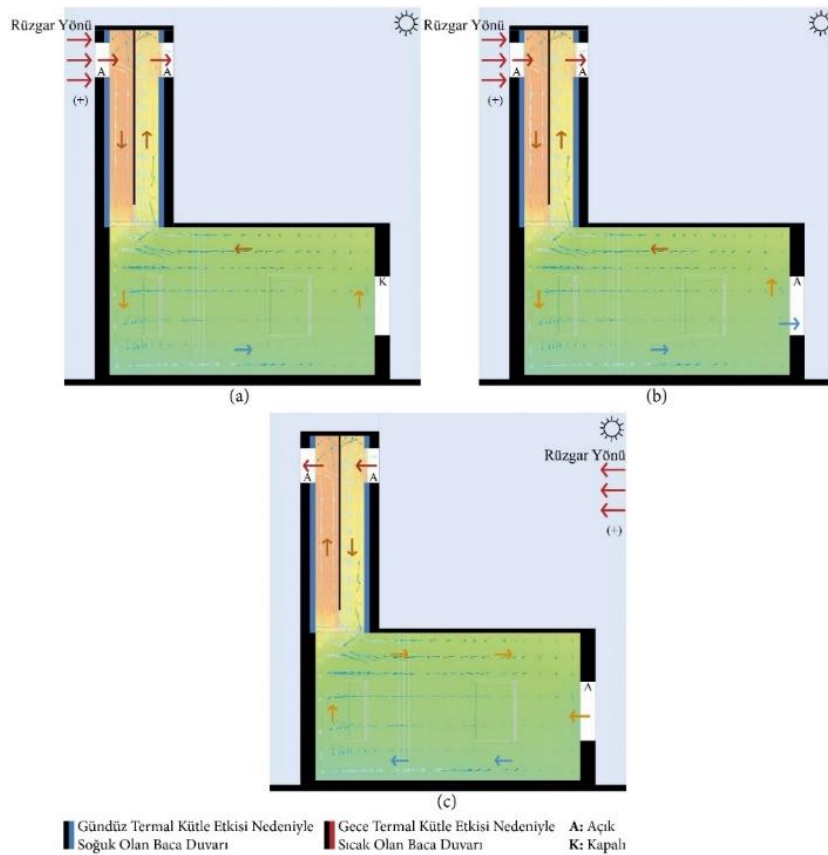 Rüzgar Yönü
A
A
(+)
K
(a)
Rüzgar Yönü
A
A
(+)
A
(b)
Rüzgar Yönü
A
A
(+)
A
(c)
Gündüz Termal Kütle Etkisi Nedeniyle
Soğuk Olan Baca Duvarı
Gece Termal Kütle Etkisi Nedeniyle
Sıcak Olan Baca Duvarı
A: Açık
K: Kapalı